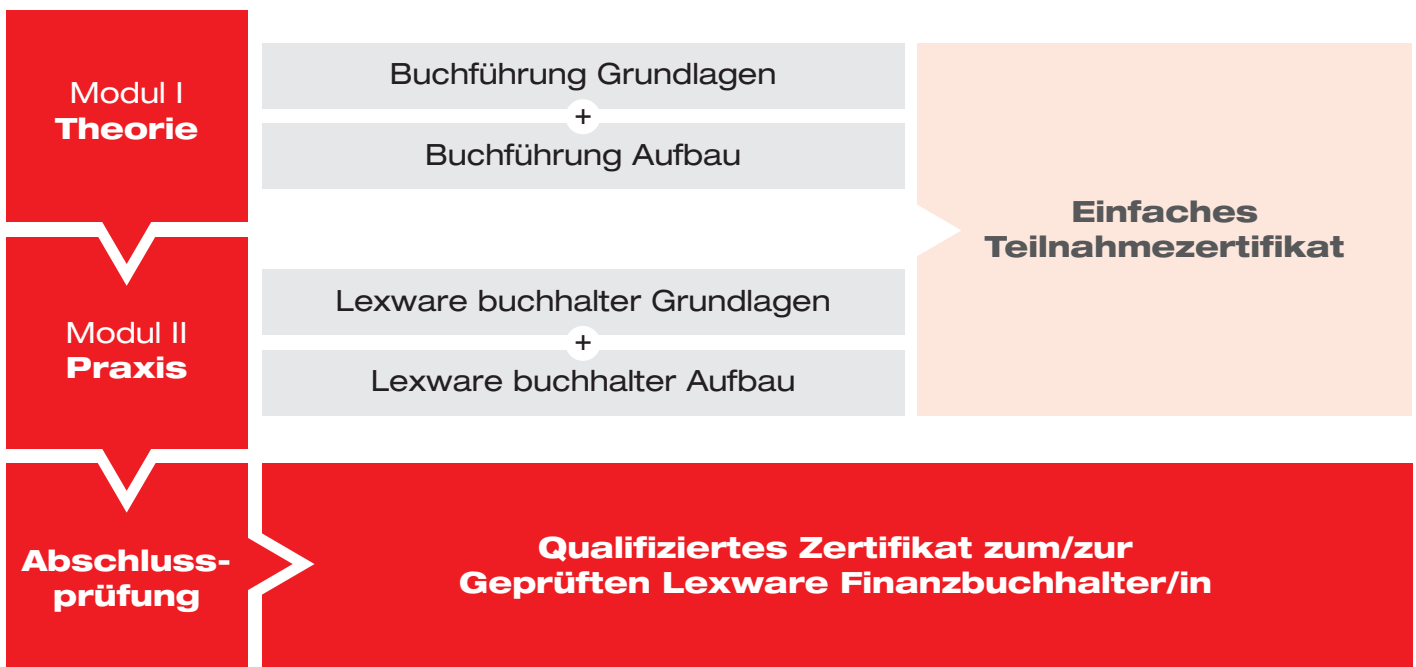 Modul I
Theorie
Buchführung Grundlagen
+
Buchführung Aufbau
Einfaches
Teilnahmezertifikat
Modul II
Praxis
Lexware buchhalter Grundlagen
+
Lexware buchhalter Aufbau
Abschluss-
prüfung
Qualifiziertes Zertifikat zum/zur
Geprüften Lexware Finanzbuchhalter/in